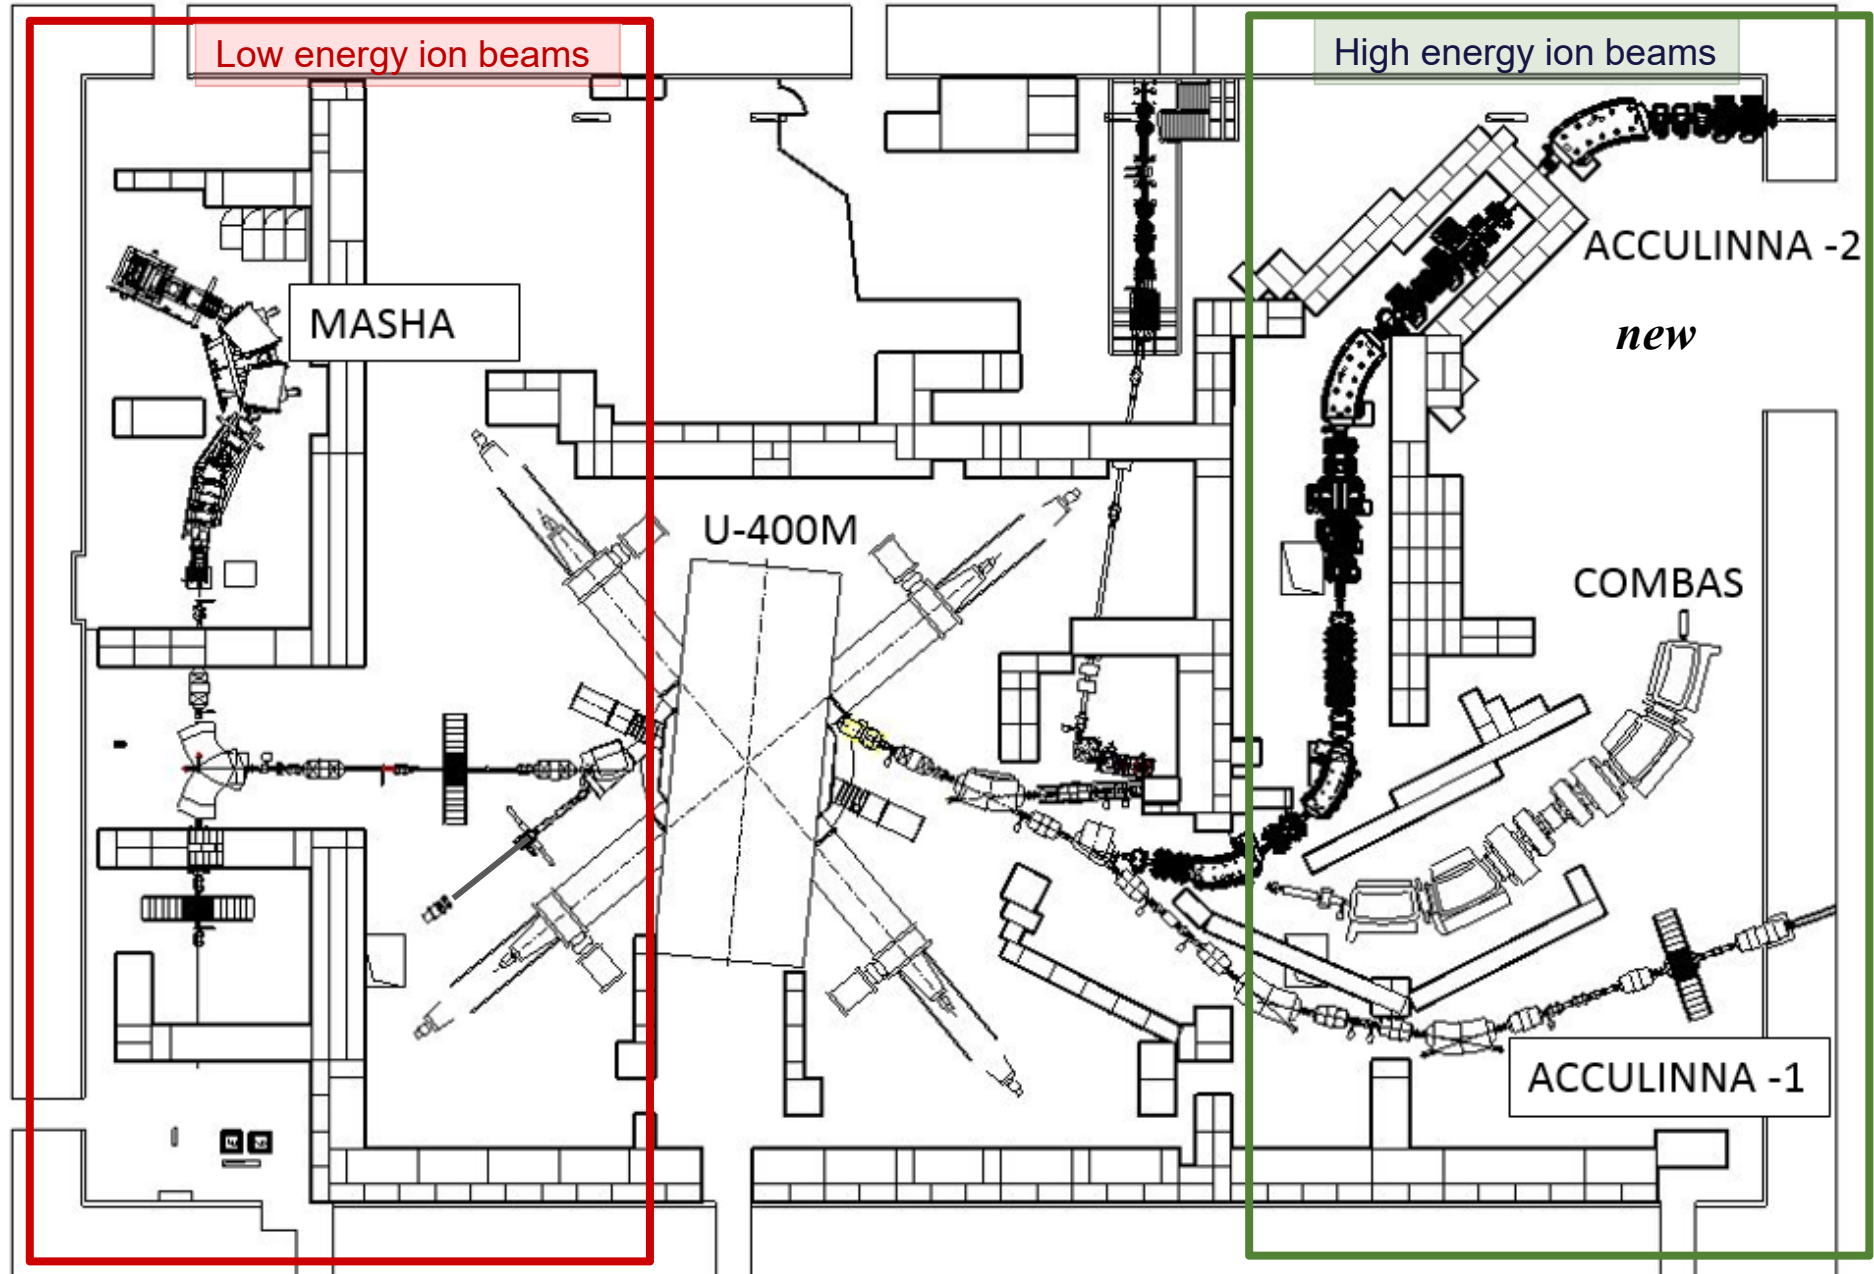 Low energy ion beams
High energy ion beams
ACCULINNA -2
MASHA
new
U-400M
COMBAS
ACCULINNA -1